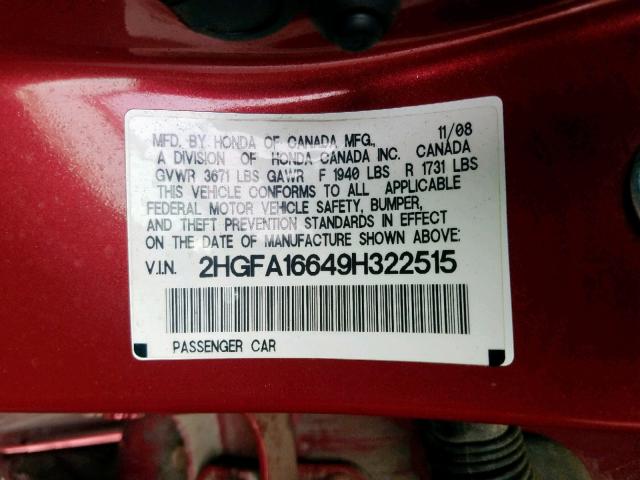 MFD. BY HONDA OF CANADA MFG., 11/08
A DIVISION OF HONDA CANADA INC. CANADA
GVWR 3671 LBS GAWR F 1940 LBS R 1731 LBS
THIS VEHICLE CONFORMS TO ALL APPLICABLE
FEDERAL MOTOR VEHICLE SAFETY, BUMPER,
AND THEFT PREVENTION STANDARDS IN EFFECT
ON THE DATE OF MANUFACTURE SHOWN ABOVE:
V.I.N. 2HGFA16649H322515
PASSENGER CAR